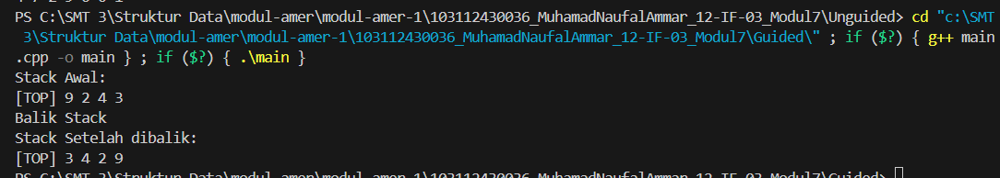 PS C:\SMT 3\Struktur Data\modul-amer\modul-amer-1\103112430036_MuhamadNaufalAmmar_12-IF-03_Modul7\Unguided> cd "c:\SMT
 3\Struktur Data\modul-amer\modul-amer-1\103112430036_MuhamadNaufalAmmar_12-IF-03_Modul7\Guided\" ; if ($?) { g++ main
.cpp -o main } ; if ($?) { .\main }
Stack Awal:
[TOP] 9 2 4 3
Balik Stack
Stack Setelah dibalik:
[TOP] 3 4 2 9
PS C:\SMT 3\Struktur Data\modul-amer\modul-amer-1\103112430036_MuhamadNaufalAmmar_12-IF-03_Modul7\Guided>